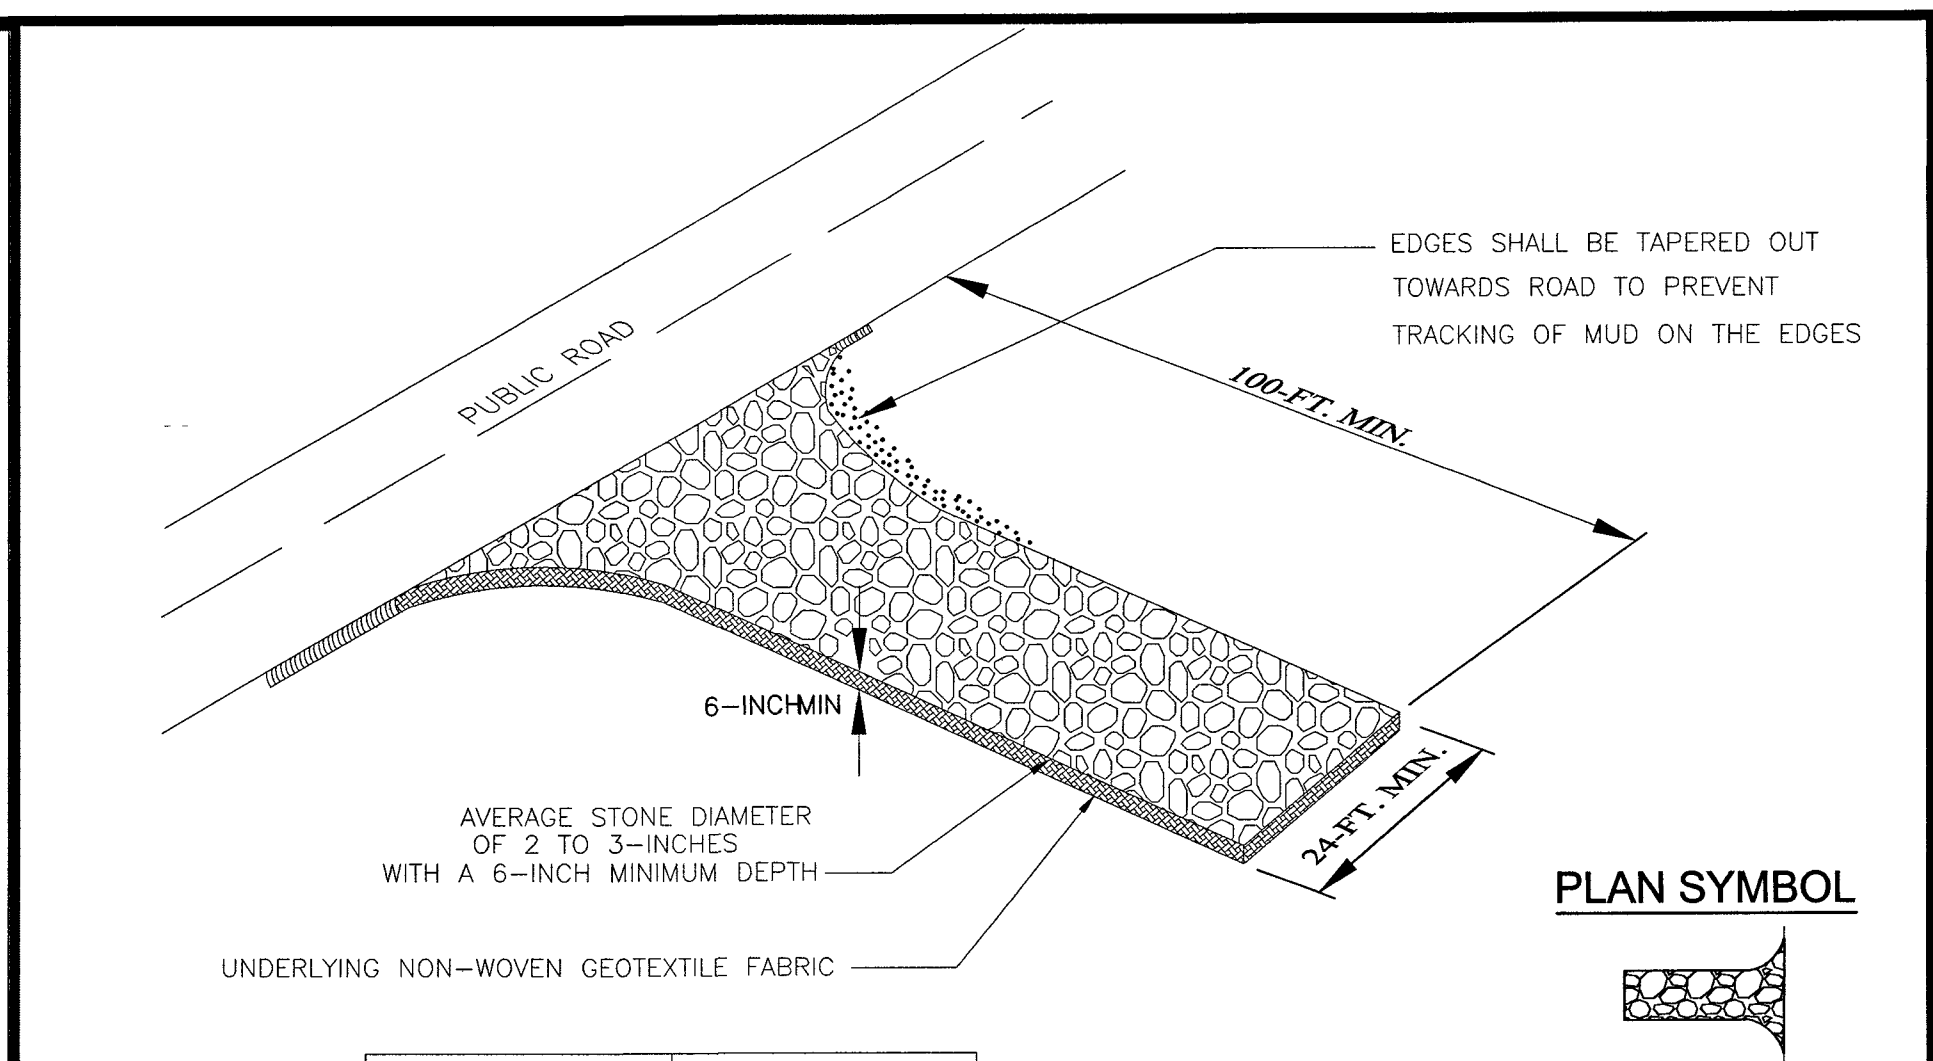 EDGES SHALL BE TAPERED OUT
TOWARDS ROAD TO PREVENT
TRACKING OF MUD ON THE EDGES
PUBLIC ROAD
100-FT. MIN.
6-INCHMIN
24-FT. MIN.
AVERAGE STONE DIAMETER
OF 2 TO 3-INCHES
WITH A 6-INCH MINIMUM DEPTH
UNDERLYING NON-WOVEN GEOTEXTILE FABRIC
PLAN SYMBOL